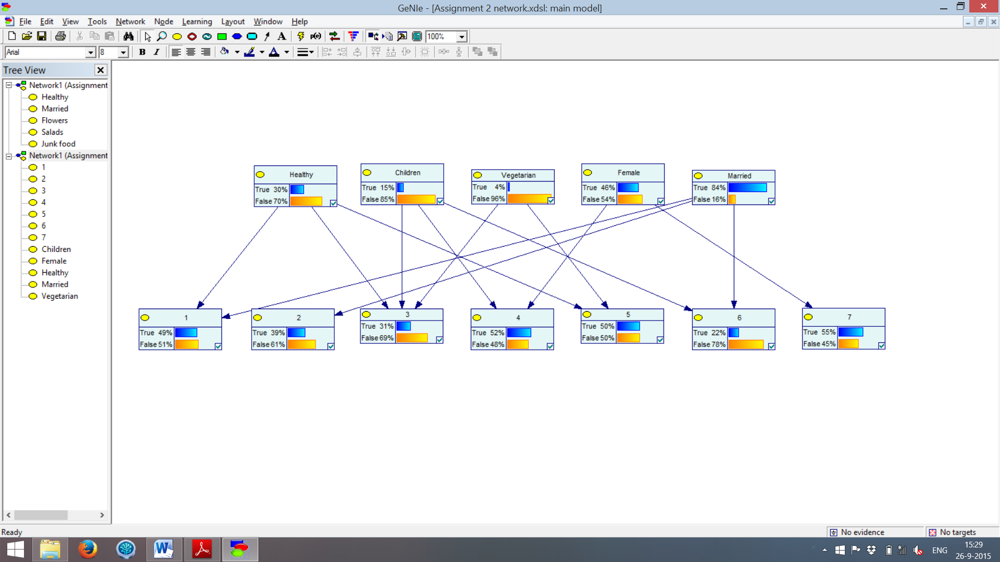 GeNIe - [Assignment 2 network.xdsl: main model]
File Edit View Tools Network Node Learning Layout Window Help
p(e) A 100%
Arial 8 B I A
Tree View
Network1 (Assignment
Healthy
Married
Flowers
Salads
Junk food
Network1 (Assignment
1
2
3
4
5
6
7
Children
Female
Healthy
Married
Vegetarian
Healthy
True 30%
False 70%
Children
True 15%
False 85%
Vegetarian
True 4%
False 96%
Female
True 46%
False 54%
Married
True 84%
False 16%
1
True 49%
False 51%
2
True 39%
False 61%
3
True 31%
False 69%
4
True 52%
False 48%
5
True 50%
False 50%
6
True 22%
False 78%
7
True 55%
False 45%
Ready
No evidence
No targets
ENG
15:29
26-9-2015